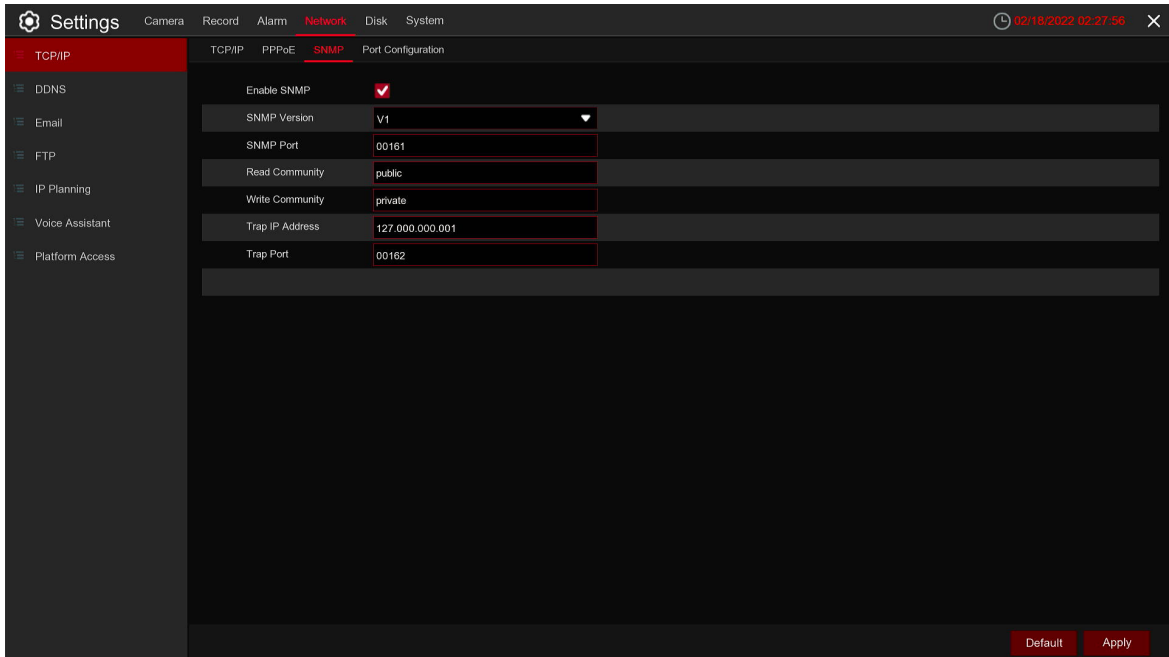 Settings Camera Record Alarm Network Disk System 02/18/2022 02:27:56
TCP/IP
DDNS
Email
FTP
IP Planning
Voice Assistant
Platform Access
TCP/IP PPPoE SNMP Port Configuration
Enable SNMP
SNMP Version V1
SNMP Port 00161
Read Community public
Write Community private
Trap IP Address 127.000.000.001
Trap Port 00162
Default Apply